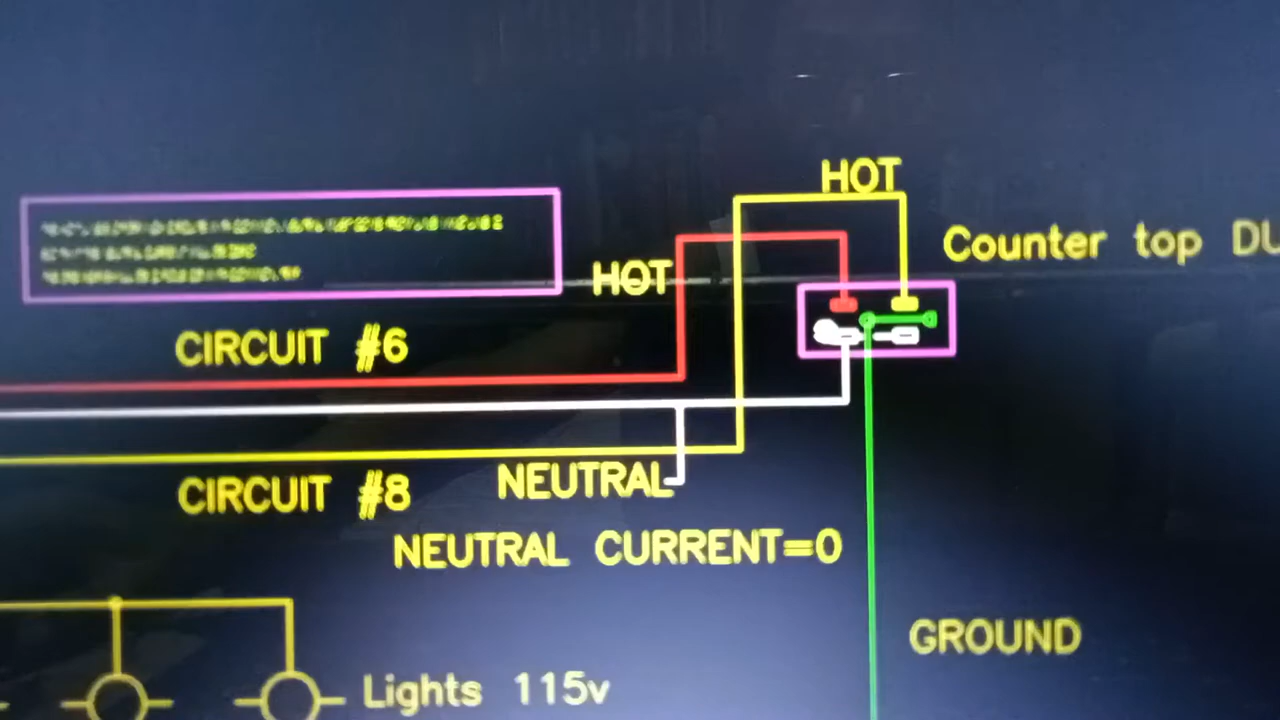 HOT
Counter top DU
HOT
CIRCUIT #6
CIRCUIT #8
NEUTRAL
NEUTRAL CURRENT=0
GROUND
Lights 115v